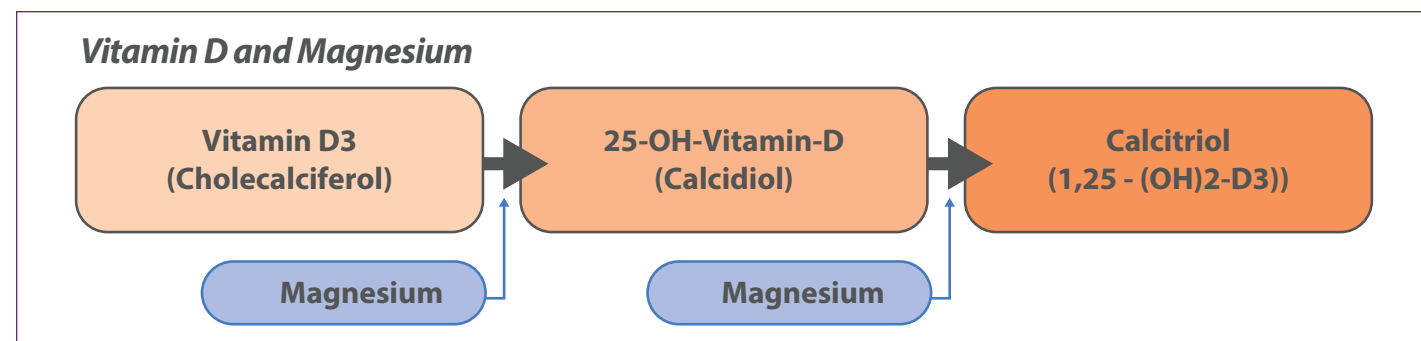 Vitamin D and Magnesium
Vitamin D3
(Cholecalciferol)
25-OH-Vitamin-D
(Calcidiol)
Calcitriol
(1,25 - (OH)2-D3))
Magnesium
Magnesium